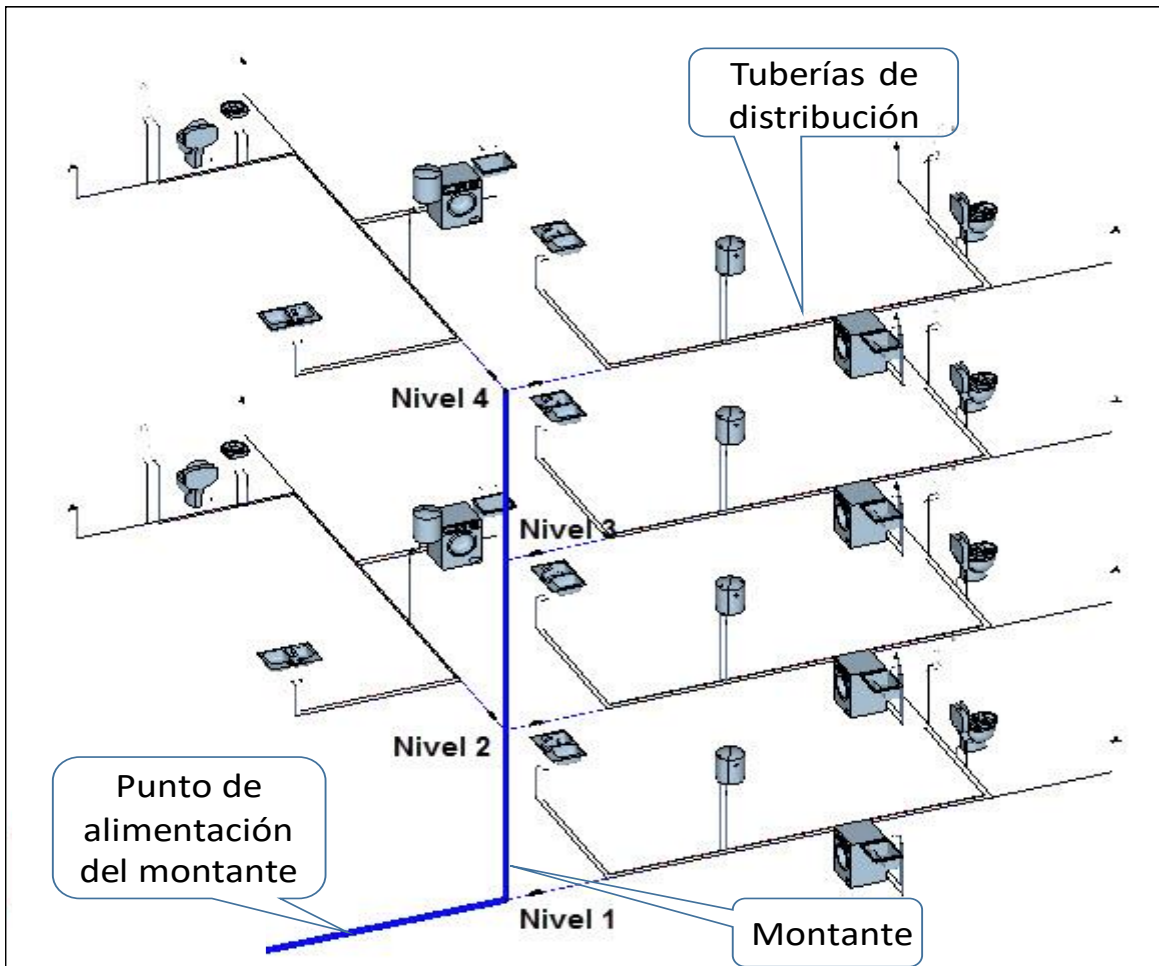 Tuberías de
distribución
Nivel 4
Nivel 3
Nivel 2
Punto de
alimentación
del montante
Nivel 1
Montante